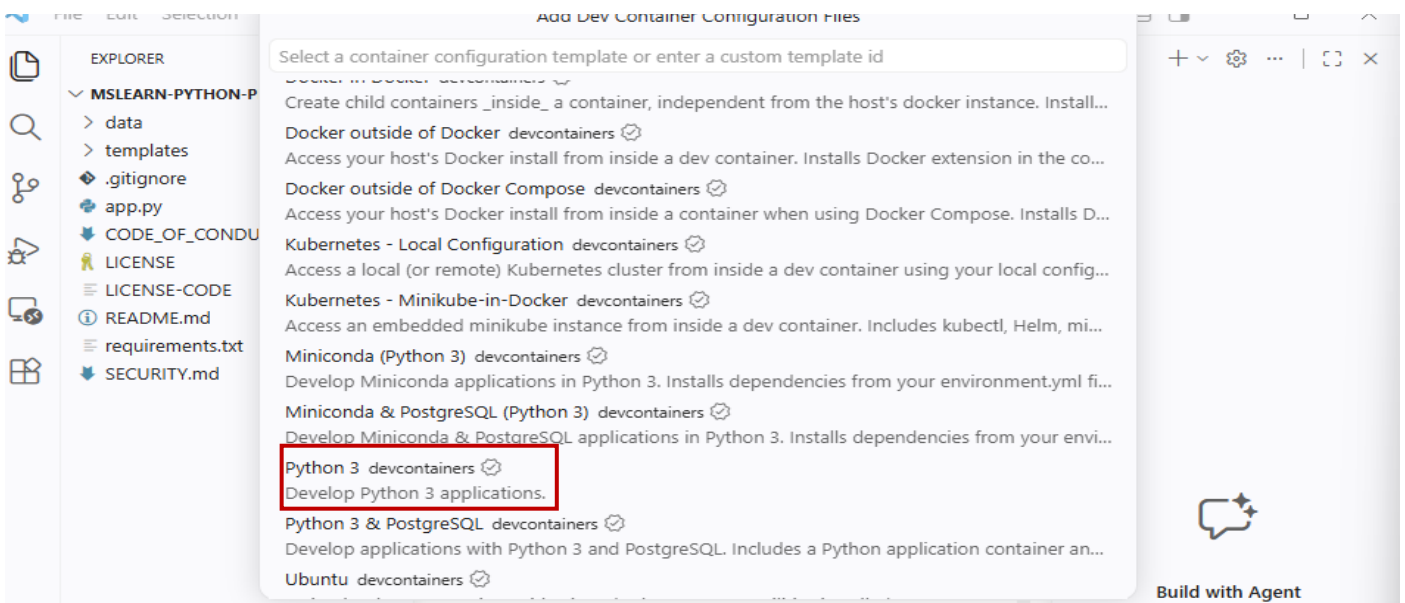 File Edit Selection
Add Dev Container Configuration Files
EXPLORER
MSLEARN-PYTHON-P
data
templates
.gitignore
app.py
CODE_OF_CONDU
LICENSE
LICENSE-CODE
README.md
requirements.txt
SECURITY.md
Select a container configuration template or enter a custom template id
Docker in Docker devcontainers
Create child containers _inside_ a container, independent from the host's docker instance. Install...
Docker outside of Docker devcontainers
Access your host's Docker install from inside a dev container. Installs Docker extension in the co...
Docker outside of Docker Compose devcontainers
Access your host's Docker install from inside a container when using Docker Compose. Installs D...
Kubernetes - Local Configuration devcontainers
Access a local (or remote) Kubernetes cluster from inside a dev container using your local config...
Kubernetes - Minikube-in-Docker devcontainers
Access an embedded minikube instance from inside a dev container. Includes kubectl, Helm, mi...
Miniconda (Python 3) devcontainers
Develop Miniconda applications in Python 3. Installs dependencies from your environment.yml fi...
Miniconda & PostgreSQL (Python 3) devcontainers
Develop Miniconda & PostgreSQL applications in Python 3. Installs dependencies from your envi...
Python 3 devcontainers
Develop Python 3 applications.
Python 3 & PostgreSQL devcontainers
Develop applications with Python 3 and PostgreSQL. Includes a Python application container an...
Ubuntu devcontainers
Build with Agent